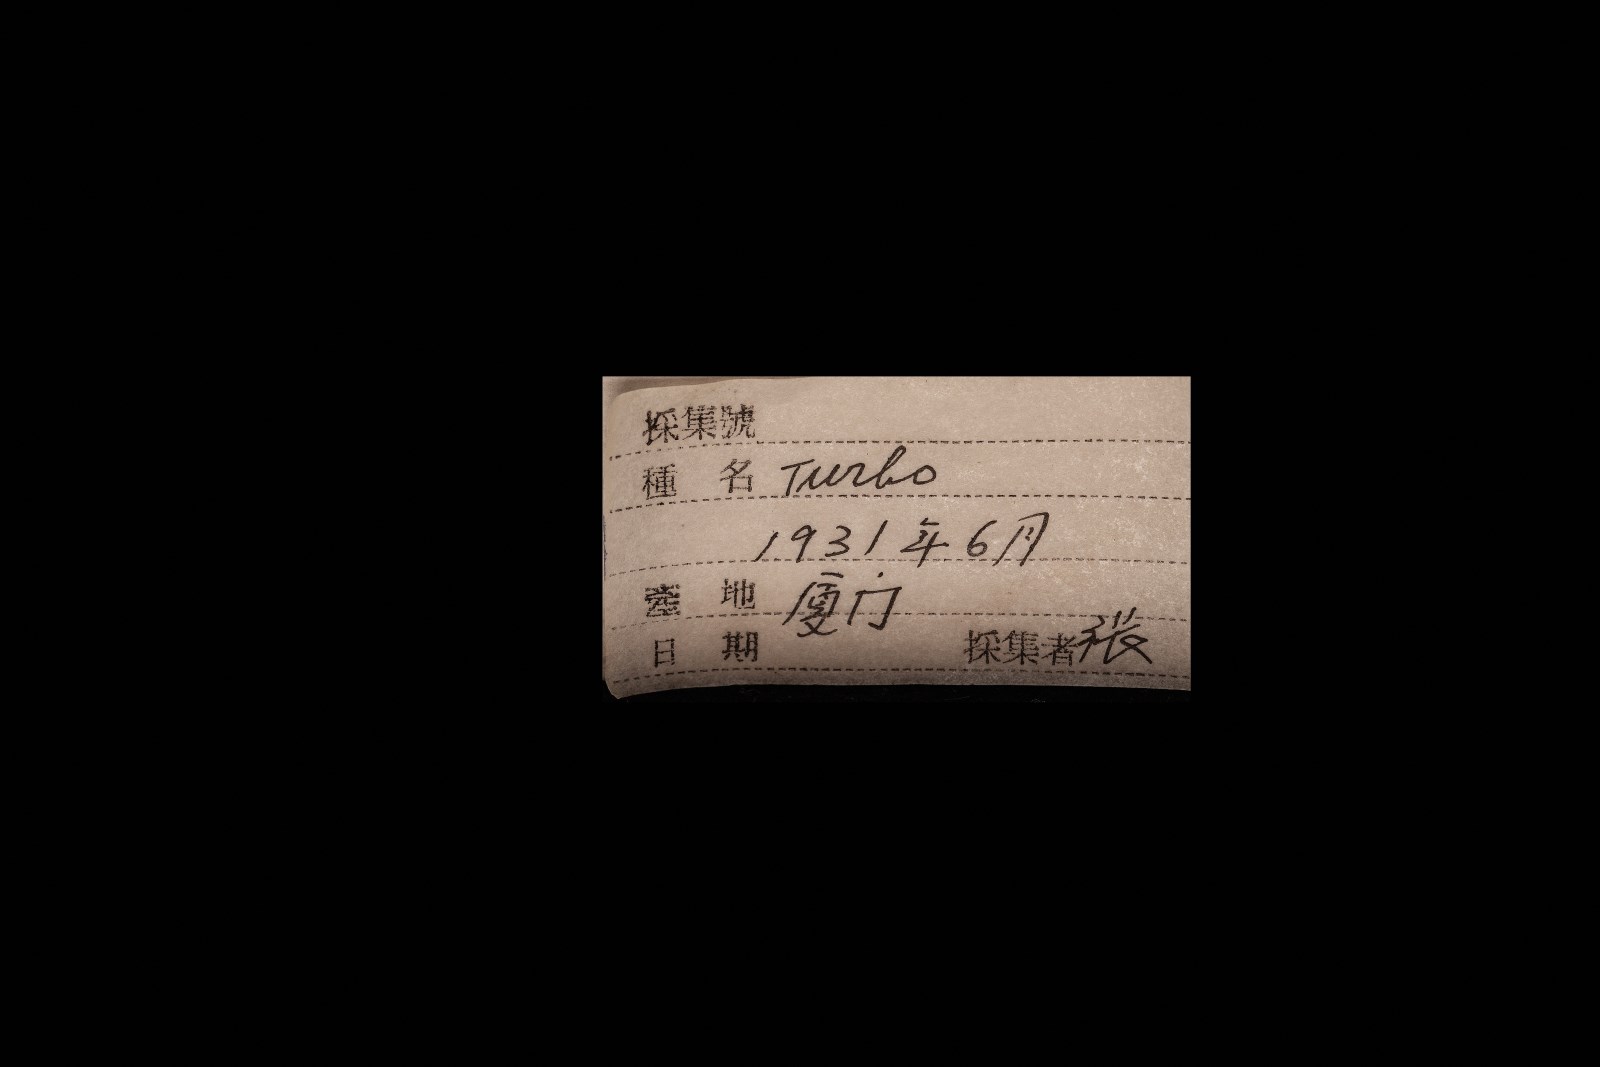 採集號
種 名 Turbo
1931年6月
產 地 廈门
日 期 採集者 張